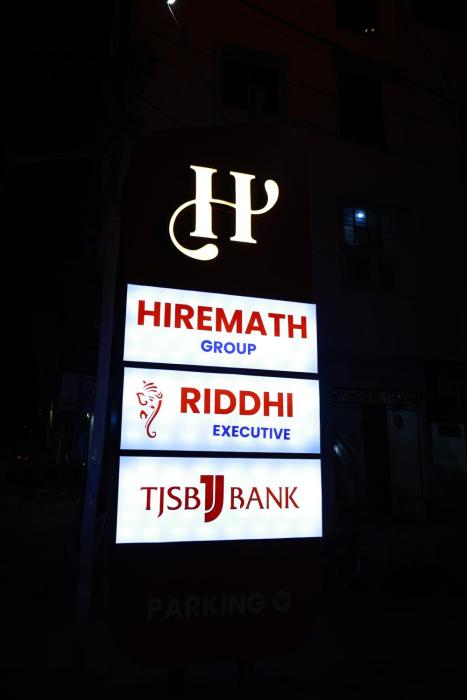 H
HIREMATH
GROUP
RIDDHI
EXECUTIVE
TJSB BANK
PARKING